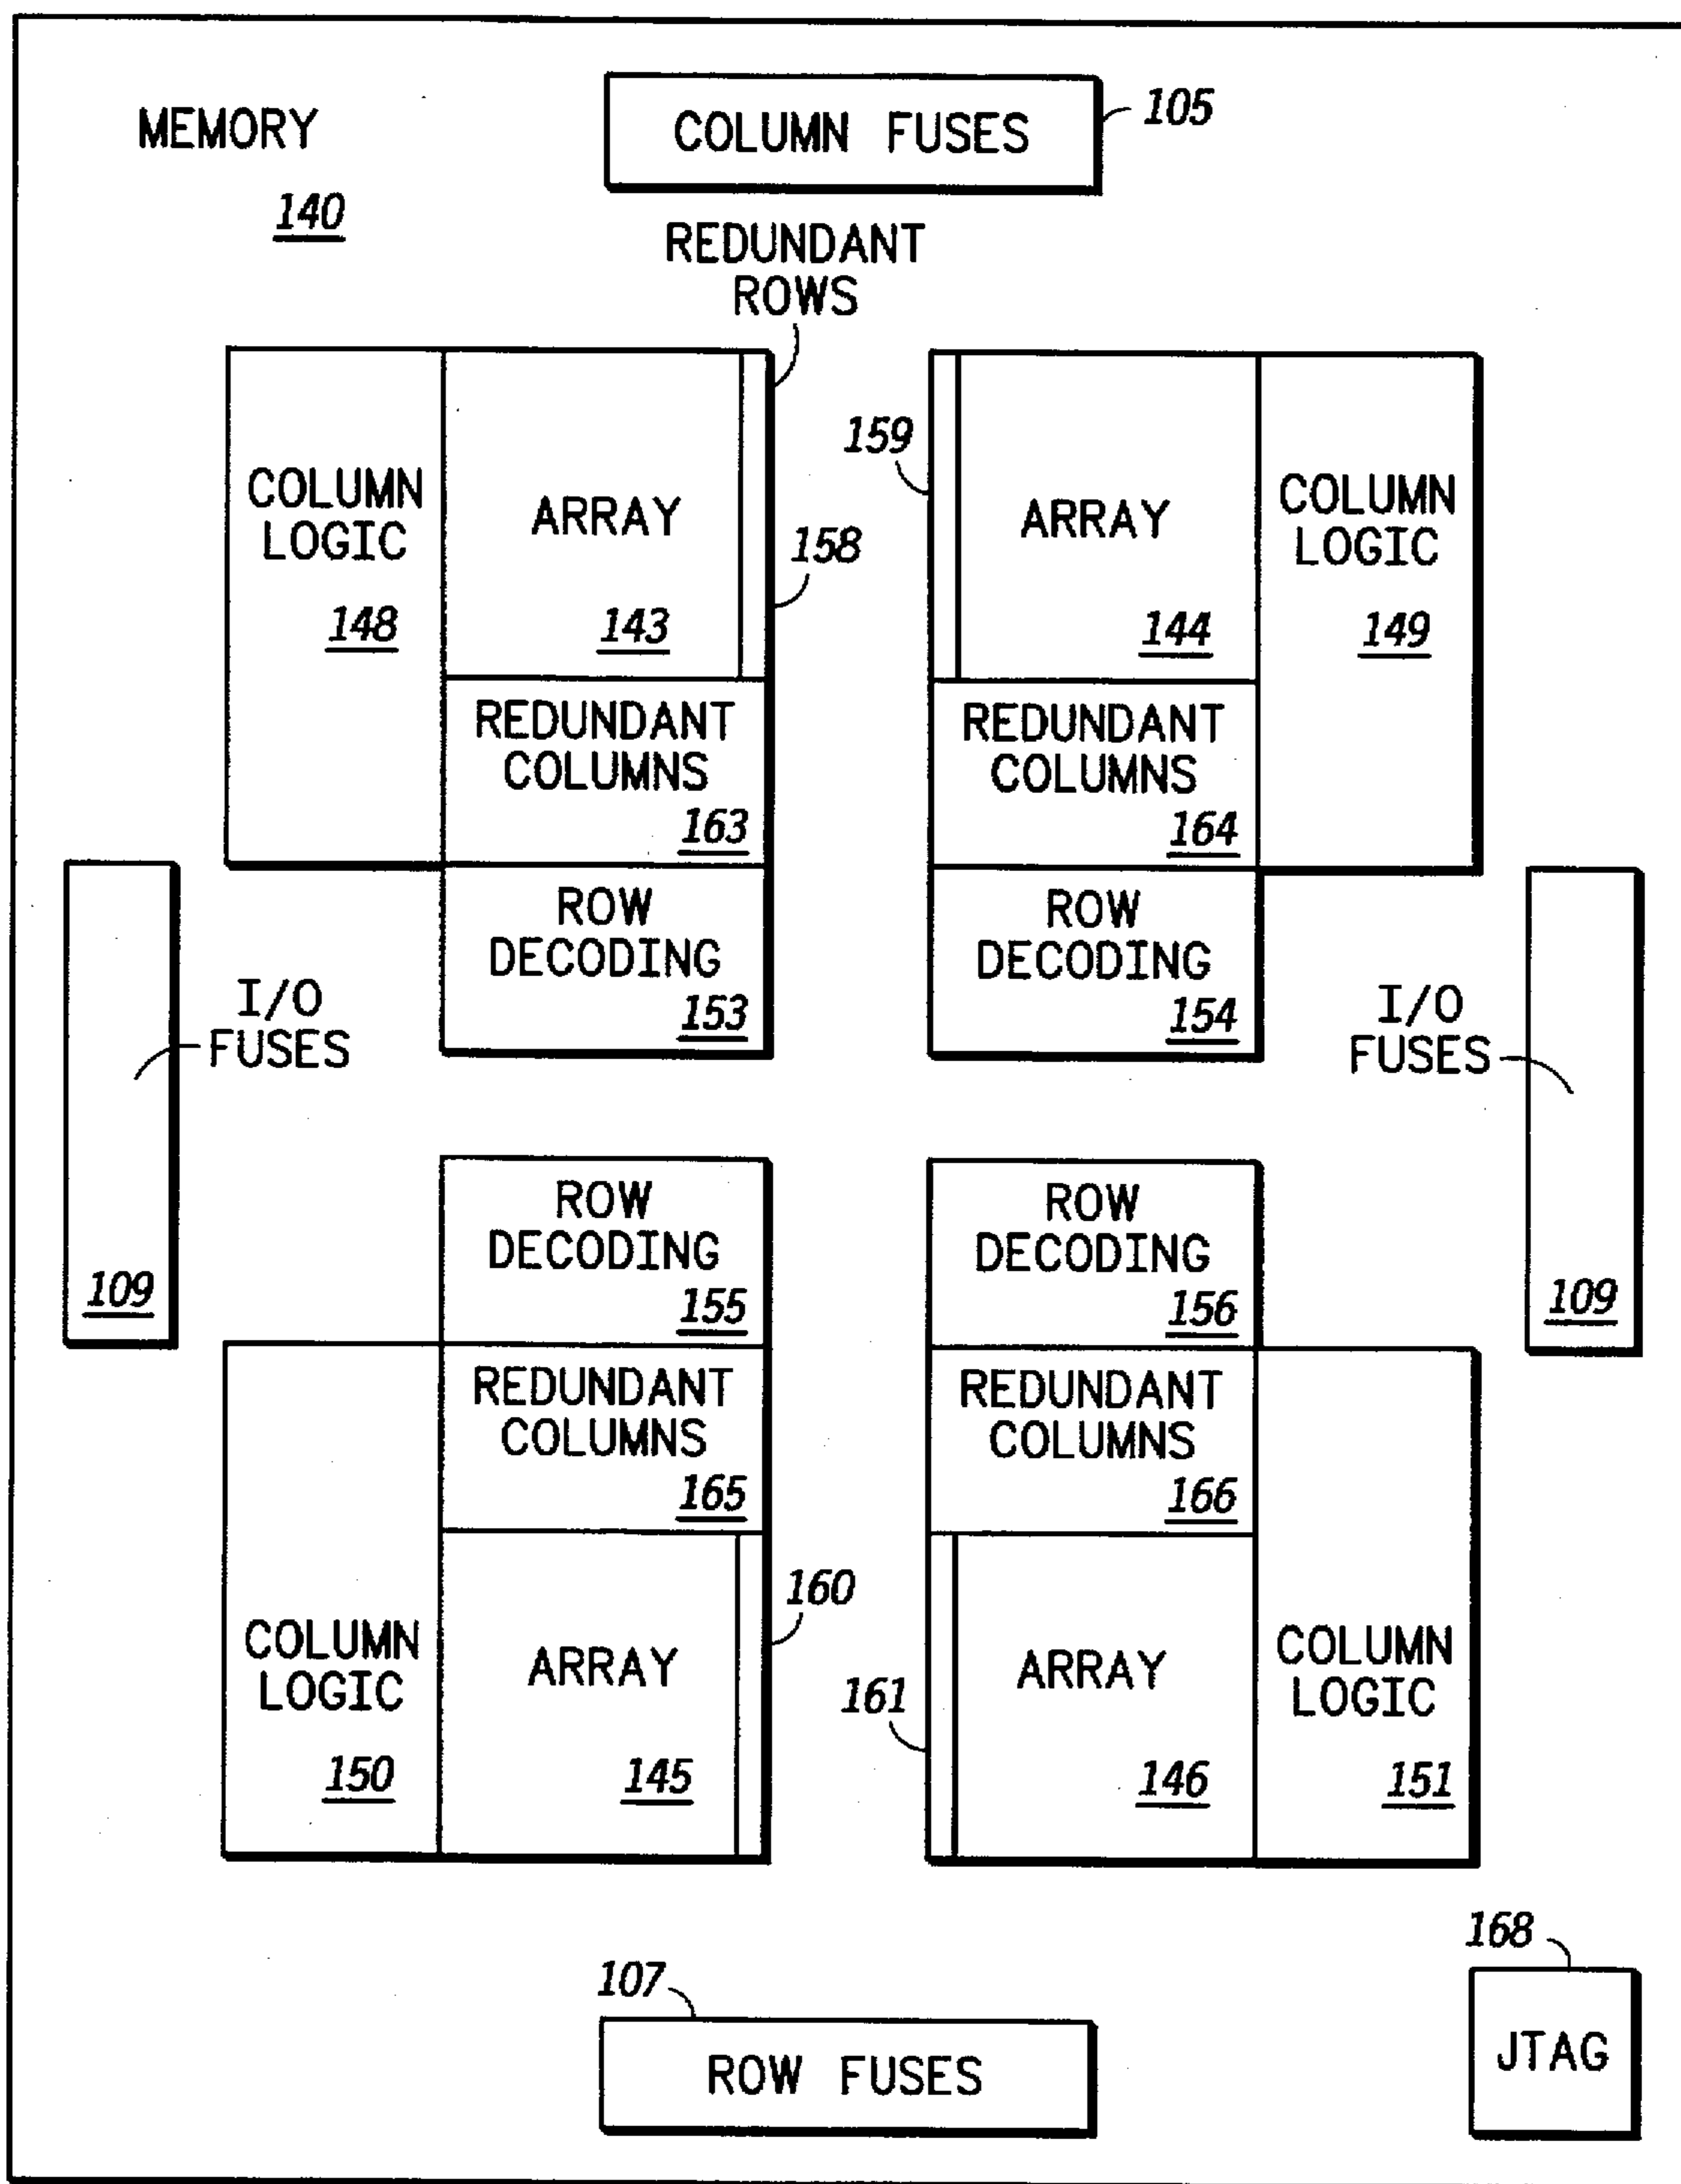 MEMORY
140
COLUMN FUSES
105
REDUNDANT
ROWS
COLUMN
LOGIC
148
ARRAY
143
158
159
ARRAY
144
COLUMN
LOGIC
149
REDUNDANT
COLUMNS
163
REDUNDANT
COLUMNS
164
ROW
DECODING
153
ROW
DECODING
154
I/O
FUSES
109
I/O
FUSES
109
ROW
DECODING
155
ROW
DECODING
156
REDUNDANT
COLUMNS
165
REDUNDANT
COLUMNS
166
COLUMN
LOGIC
150
ARRAY
145
160
161
ARRAY
146
COLUMN
LOGIC
151
107
ROW FUSES
168
JTAG